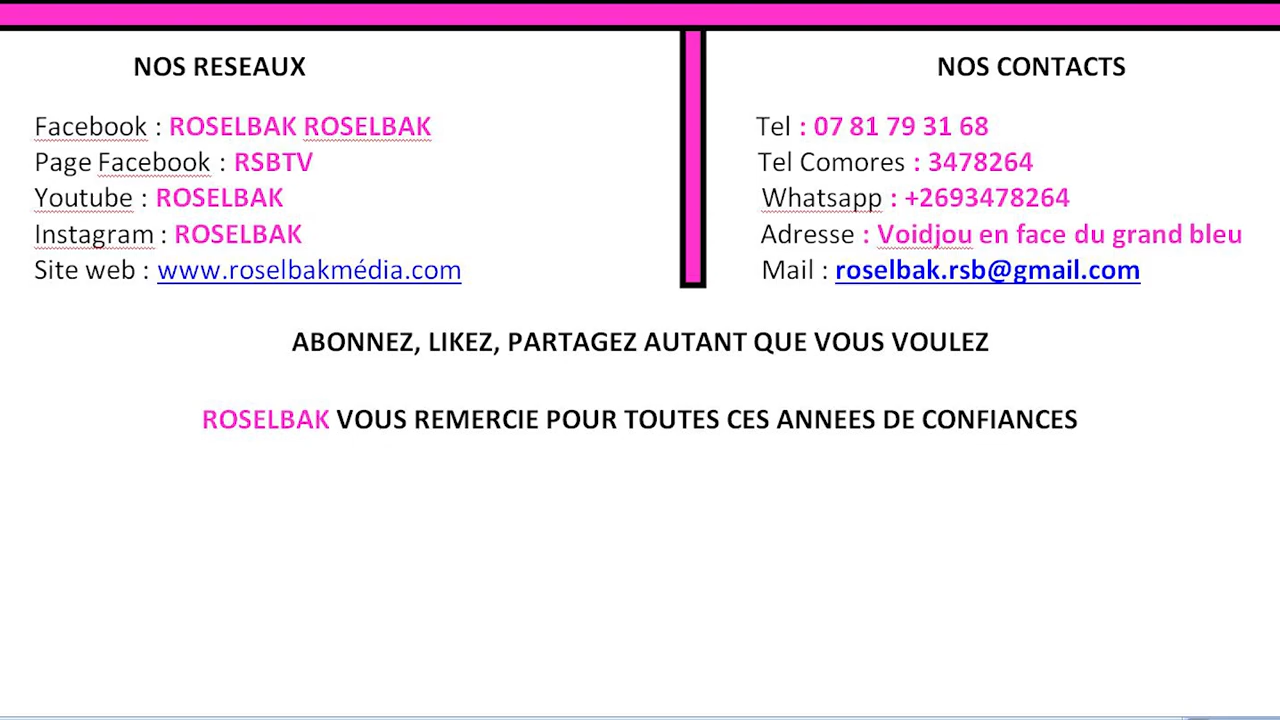 NOS RESEAUX
Facebook : ROSELBAK ROSELBAK
Page Facebook : RSBTV
Youtube : ROSELBAK
Instagram : ROSELBAK
Site web : www.roselbakmédia.com
NOS CONTACTS
Tel : 07 81 79 31 68
Tel Comores : 3478264
Whatsapp : +2693478264
Adresse : Voidjou en face du grand bleu
Mail : roselbak.rsb@gmail.com
ABONNEZ, LIKEZ, PARTAGEZ AUTANT QUE VOUS VOULEZ
ROSELBAK VOUS REMERCIE POUR TOUTES CES ANNEES DE CONFIANCES